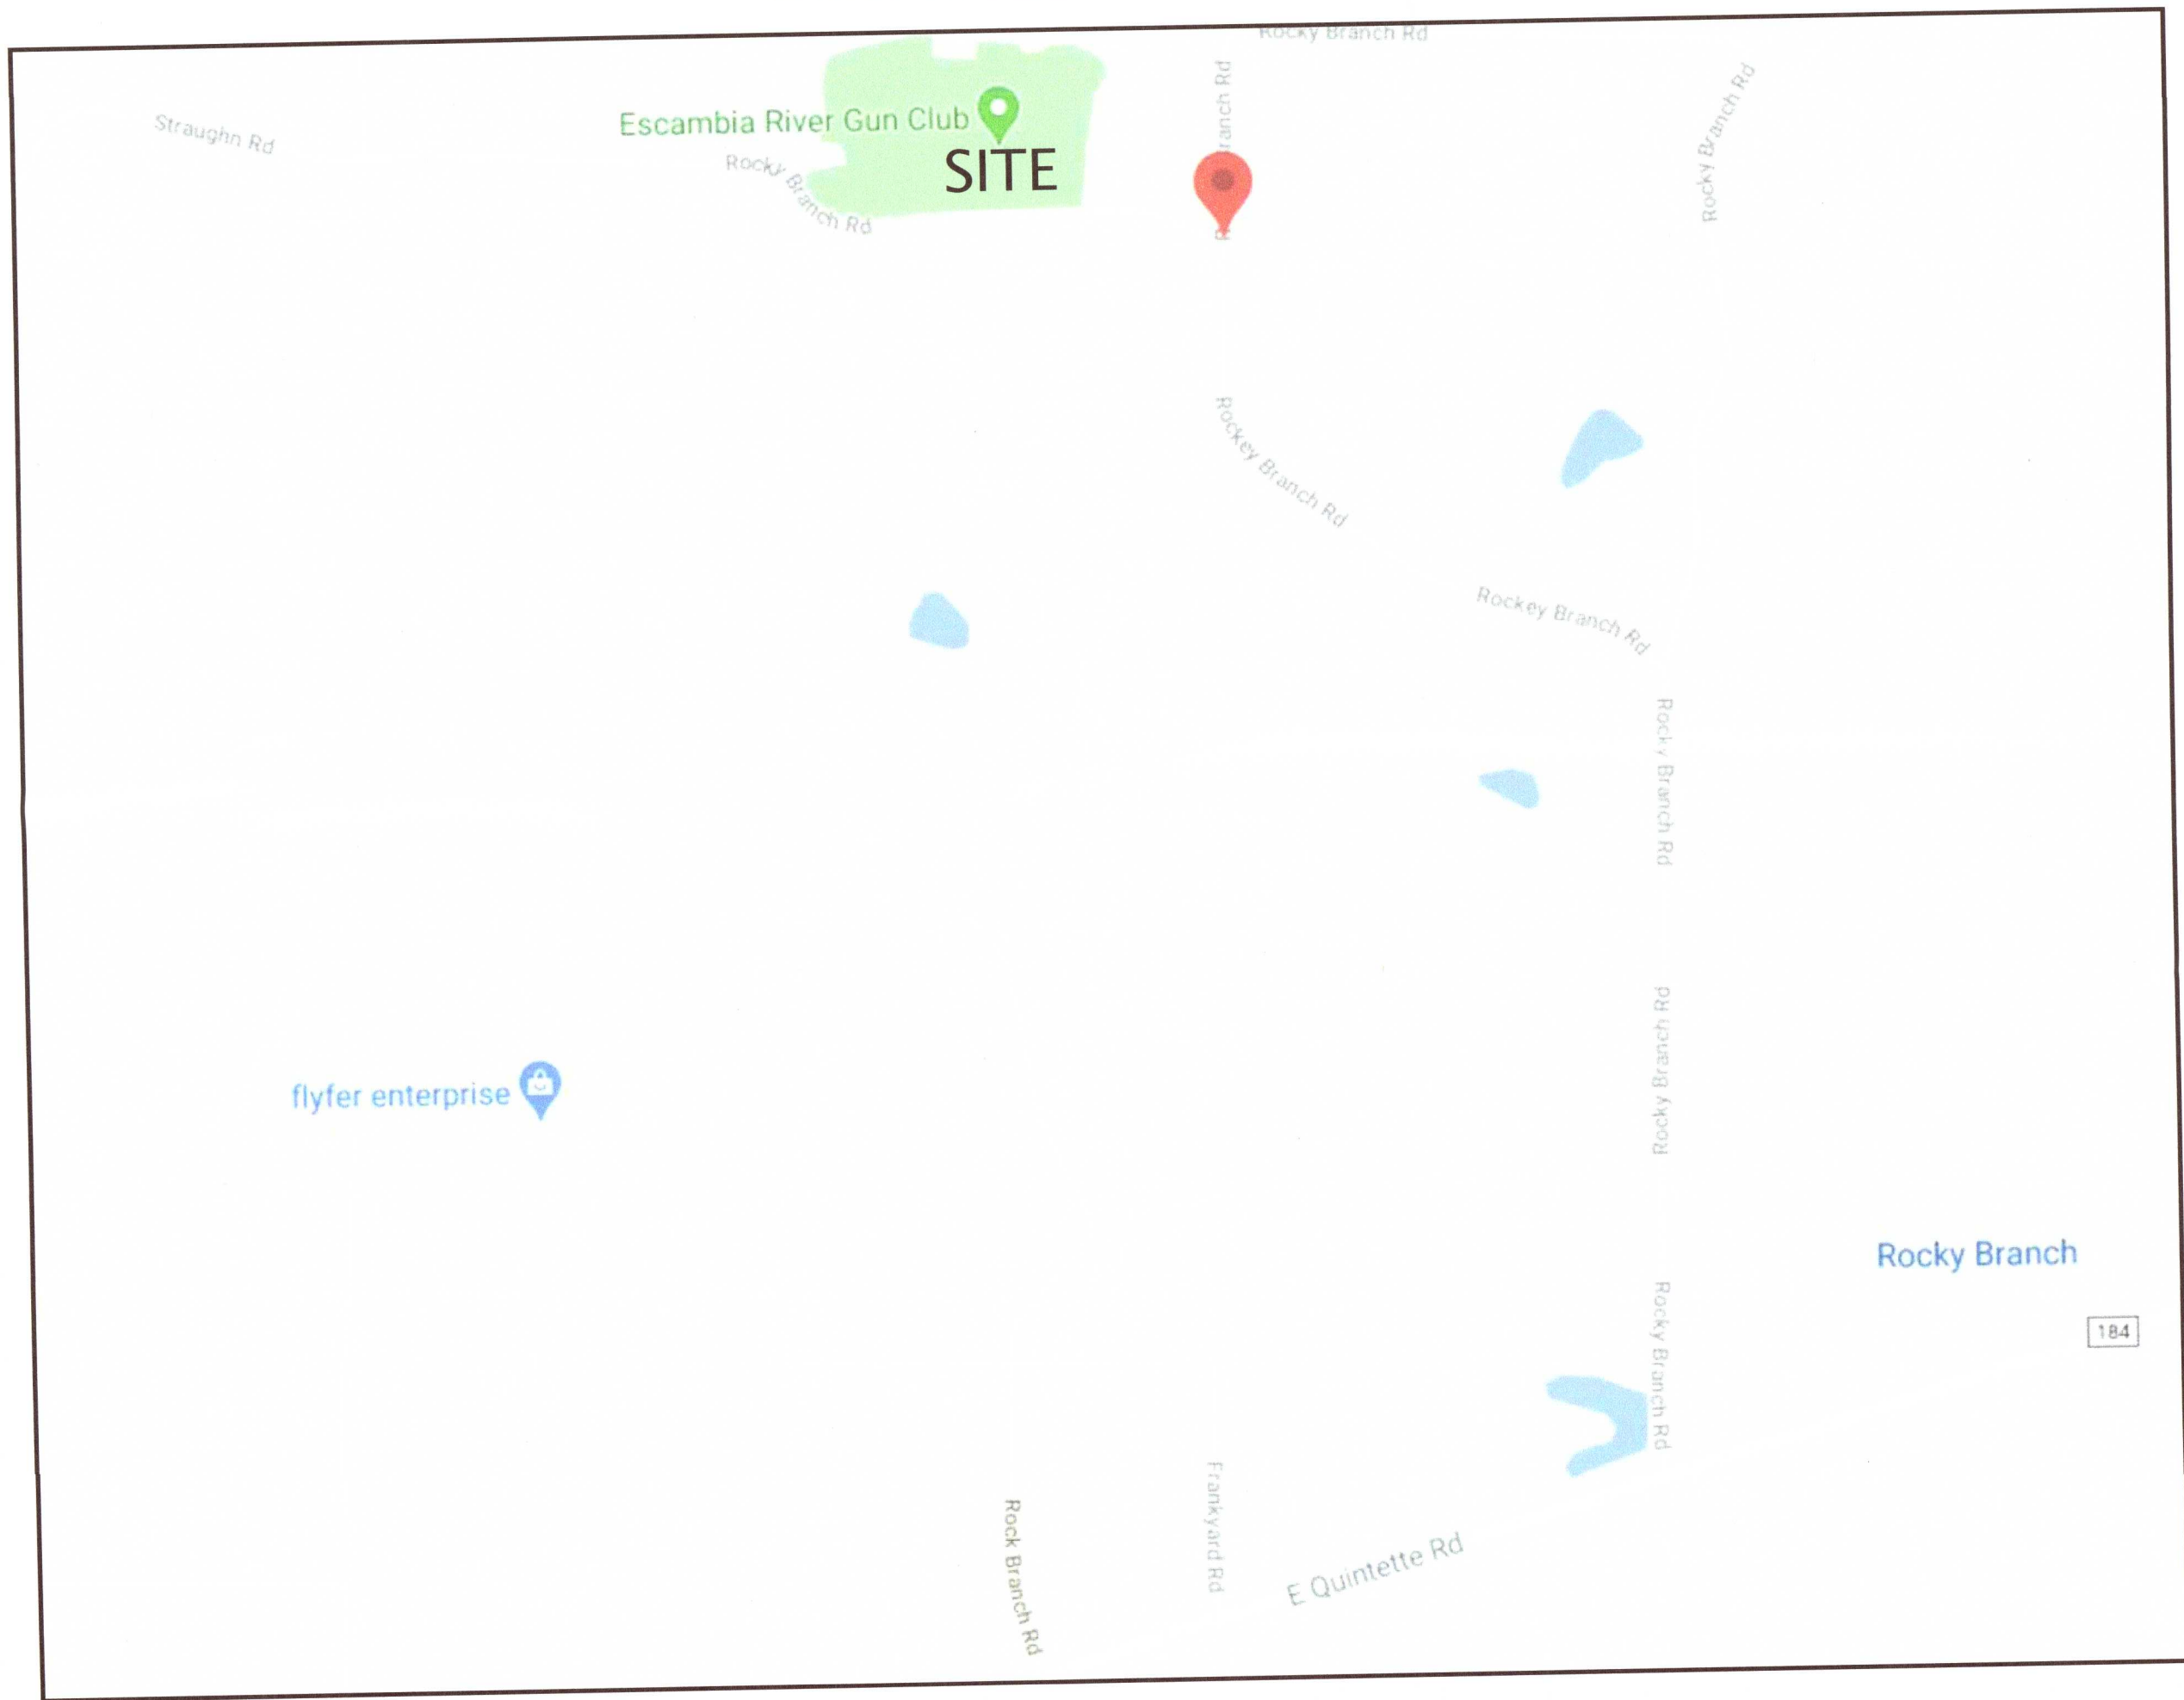 Rocky Branch Rd
Straughn Rd
Escambia River Gun Club
SITE
Rocky Branch Rd
ranch Rd
Rocky Branch Rd
Rockey Branch Rd
Rockey Branch Rd
Rocky Branch Rd
Rocky Branch Rd
flyfer enterprise
Rocky Branch
184
Rocky Branch Rd
Frankyard Rd
Rock Branch Rd
E Quintette Rd